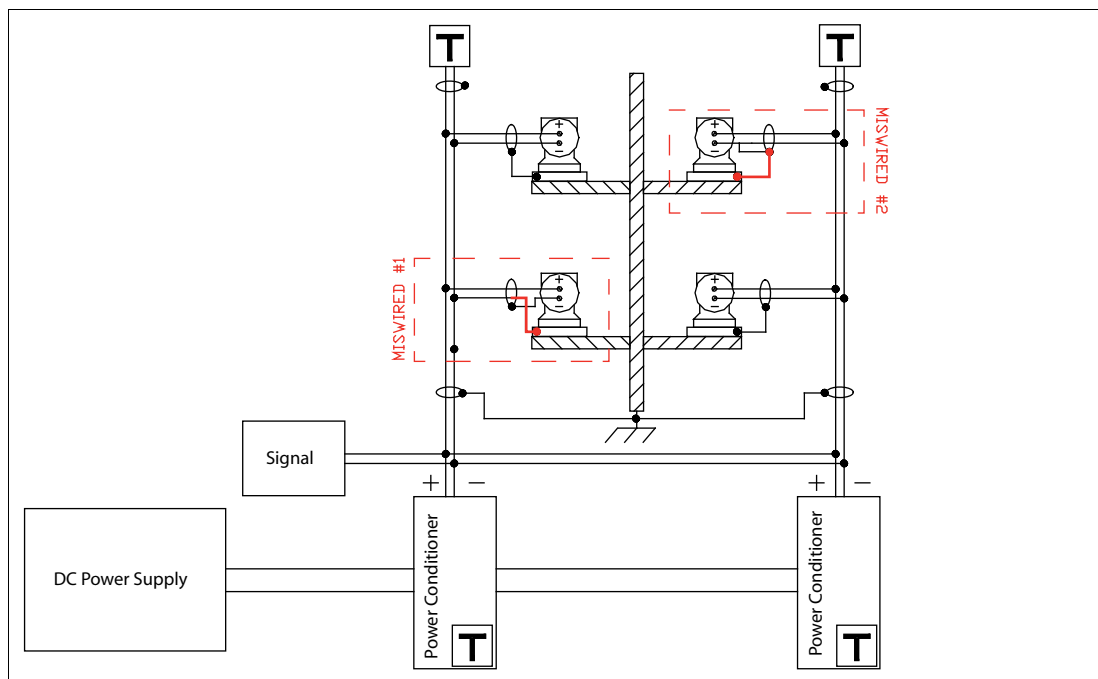 T
T
+
−
+
−
MISWIRED #2
MISWIRED #1
+
−
+
−
Signal
+ −
+ −
DC Power Supply
Power Conditioner
Power Conditioner
T
T